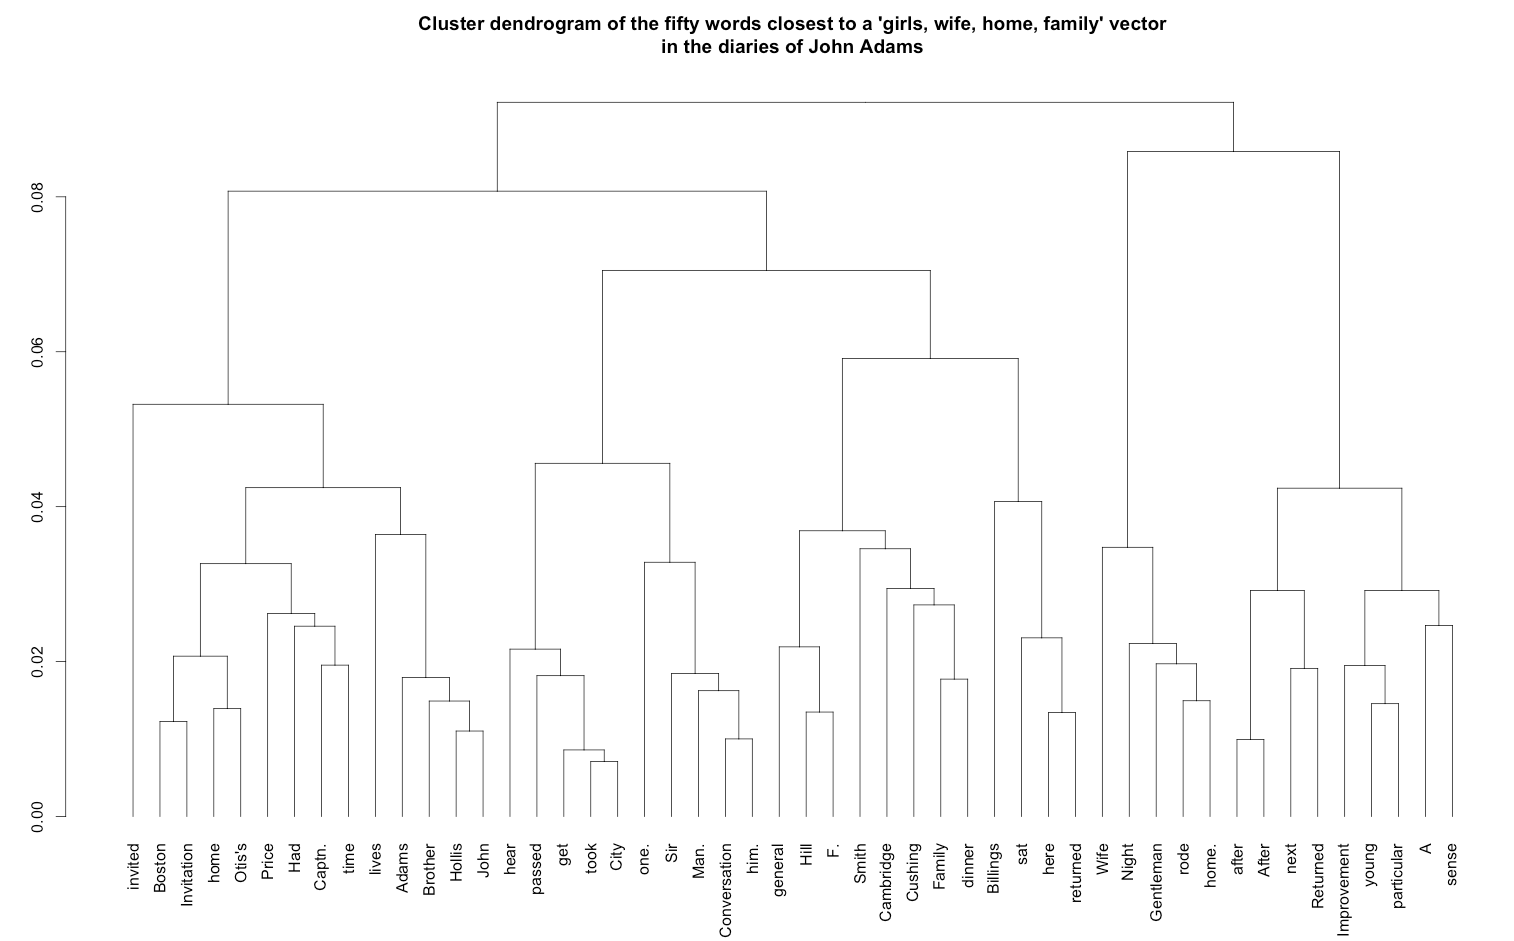 Cluster dendrogram of the fifty words closest to a 'girls, wife, home, family' vector
in the diaries of John Adams
0.08
0.06
0.04
0.02
0.00
invited
Boston
Invitation
home
Otis's
Price
Had
Captn.
time
lives
Adams
Brother
Hollis
John
hear
passed
get
took
City
one.
Sir
Man.
Conversation
him.
general
Hill
F.
Smith
Cambridge
Cushing
Family
dinner
Billings
sat
here
returned
Wife
Night
Gentleman
rode
home.
after
After
next
Returned
Improvement
young
particular
A
sense